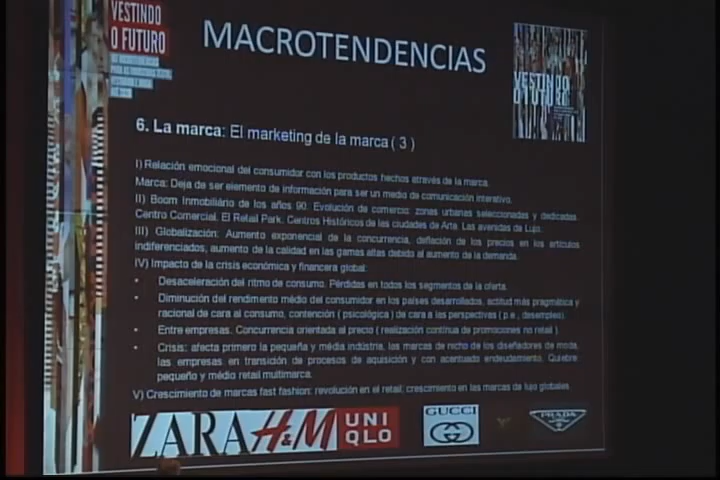 VESTINDO
O FUTURO
MACROTENDENCIAS
VESTINDO
O FUTURO
6. La marca: El marketing de la marca ( 3 )
I) Relación emocional del consumidor con los productos hechos através de la marca.
Marca: Deja de ser elemento de información para ser un medio de comunicación interativo.
II) Boom Inmobiliário de los años 90. Evolución de comercio: zonas urbanas seleccionadas y dedicadas.
Centro Comercial. El Retail Park. Centros Históricos de las ciudades de Arte. Las avenidas de Lujo.
III) Globalización: Aumento exponencial de la concurrencia, deflación de los precios en los artículos
indiferenciados, aumento de la calidad en las gamas altas debido al aumento de la demanda.
IV) Impacto de la crisis económica y financera global:
• Desaceleración del ritmo de consumo. Pérdidas en todos los segmentos de la oferta.
• Diminución del rendimento médio del consumidor en los países desarrollados, actitud más pragmética y
racional de cara al consumo, contención ( psicológica ) de cara a las perspectivas ( p.e., desempleo).
• Entre empresas. Concurrencia orientada al precio ( realización contínua de promociones no retail ).
• Crisis: afecta primero la pequeña y média indústria, las marcas de nicho de los diseñadores de moda,
las empresas en transición de procesos de aquisición y con acentuado endeudamiento. Quiebre
pequeño y médio retail multimarca.
V) Crescimiento de marcas fast fashion: revolución en el retail; crescimiento en las marcas de lujo globales.
ZARA H&M UNI
QLO
GUCCI
PRADA